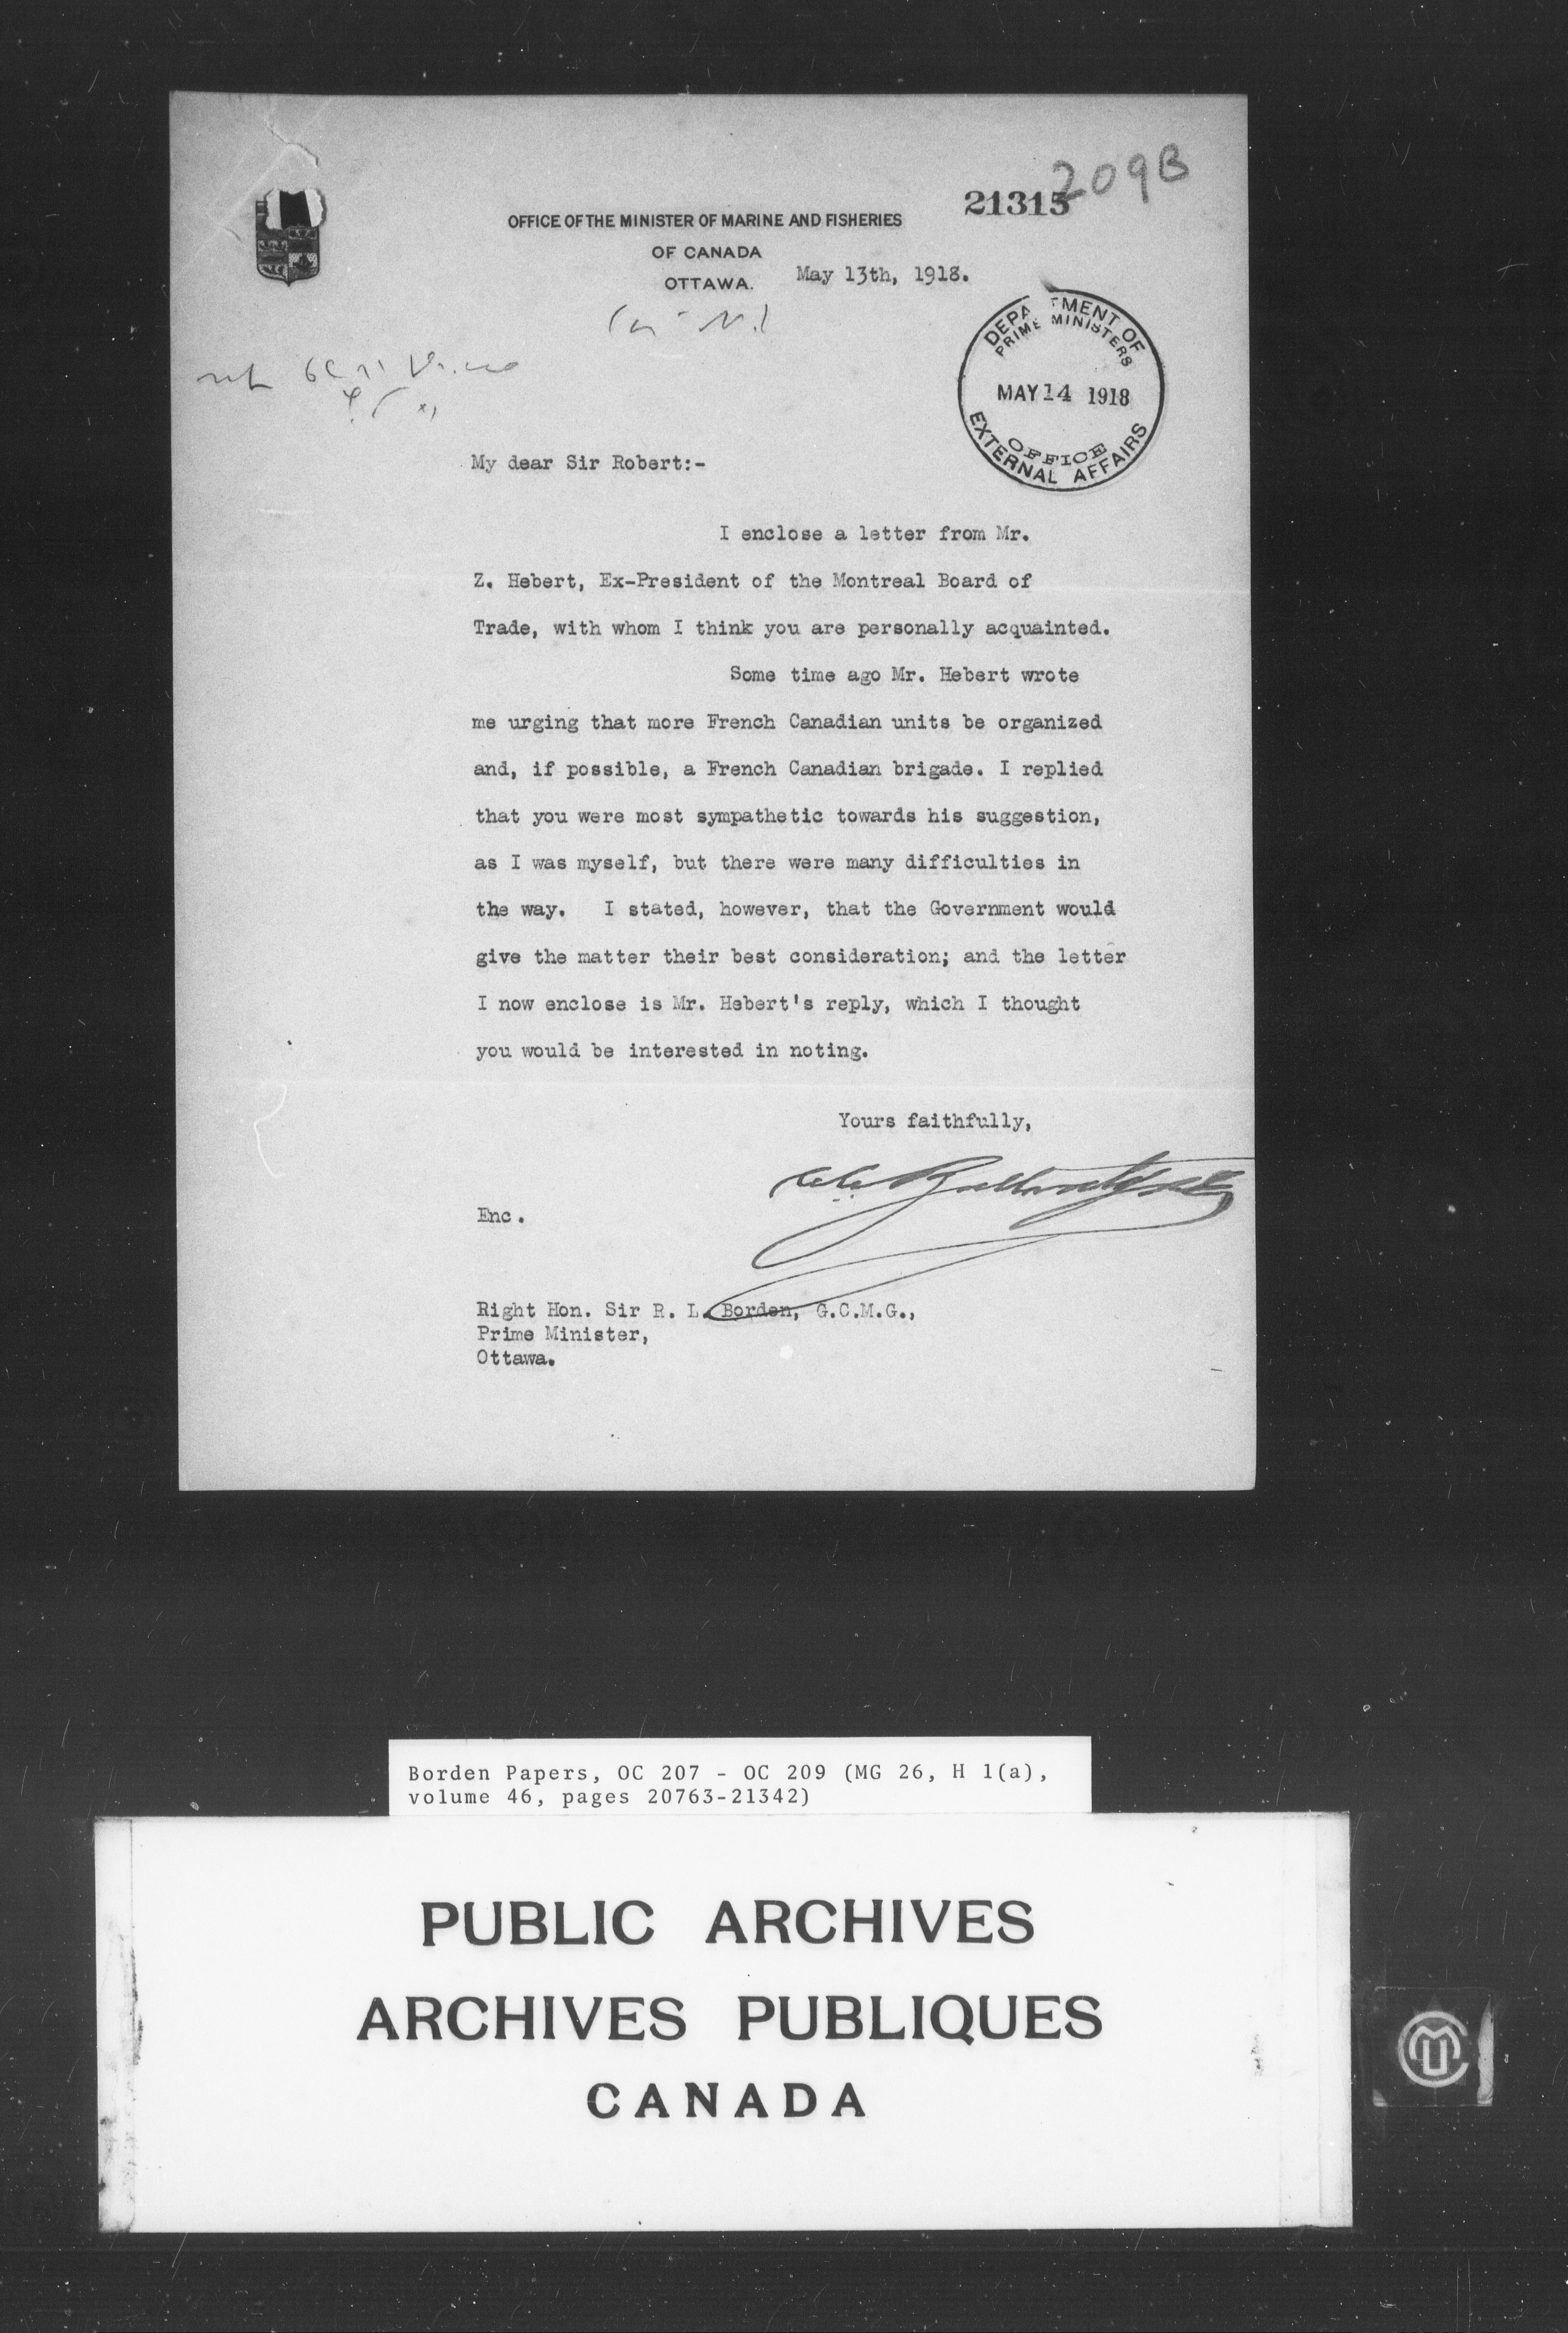 209B
21315
OFFICE OF THE MINISTER OF MARINE AND FISHERIES
OF CANADA
OTTAWA. May 13th, 1918.
DEPA TMENT OF
PRIME MINISTERS
MAY 14 1918
OFFICE
EXTERNAL AFFAIRS
My dear Sir Robert:-
I enclose a letter from Mr.
Z. Hebert, Ex-President of the Montreal Board of
Trade, with whom I think you are personally acquainted.
Some time ago Mr. Hebert wrote
me urging that more French Canadian units be organized
and, if possible, a French Canadian brigade. I replied
that you were most sympathetic towards his suggestion,
as I was myself, but there were many difficulties in
the way. I stated, however, that the Government would
give the matter their best consideration; and the letter
I now enclose is Mr. Hebert's reply, which I thought
you would be interested in noting.
Yours faithfully,
Enc.
Right Hon. Sir R. L. Borden, G.C.M.G.,
Prime Minister,
Ottawa.
Borden Papers, OC 207 - OC 209 (MG 26, H 1(a),
volume 46, pages 20763-21342)
PUBLIC ARCHIVES
ARCHIVES PUBLIQUES
CANADA